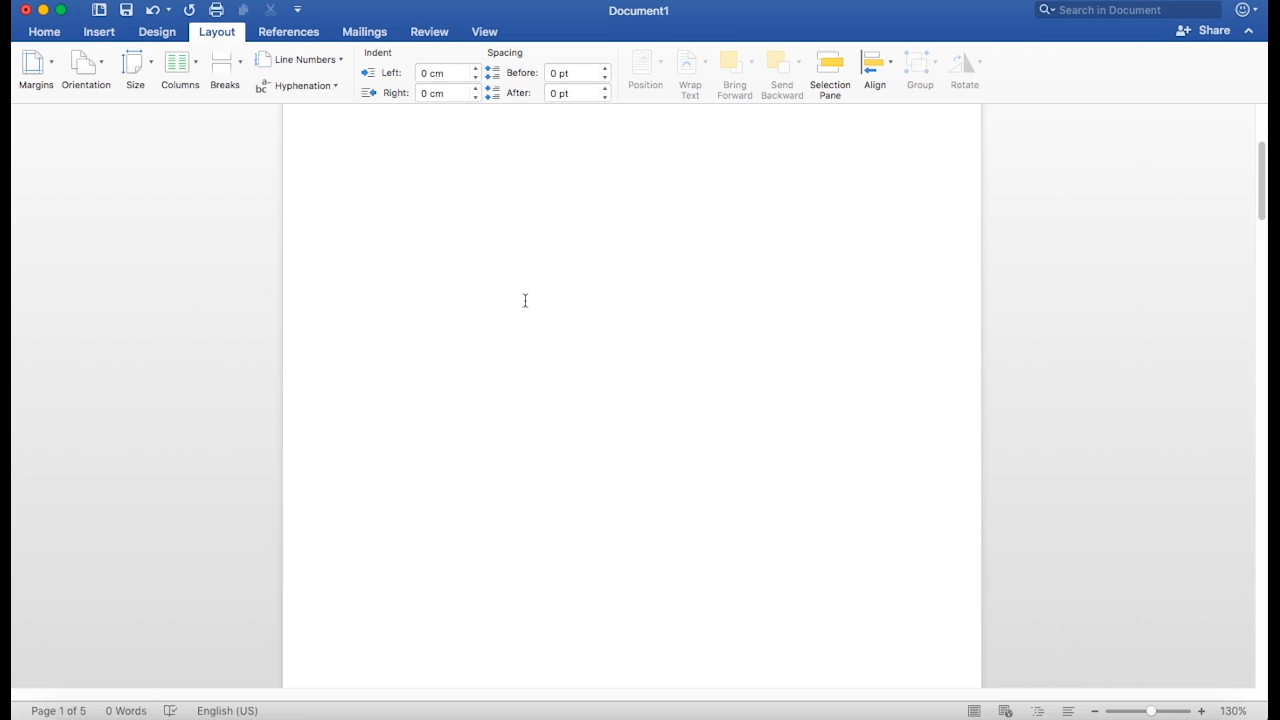 Document1
Search in Document
Home Insert Design Layout References Mailings Review View Share
Margins Orientation Size Columns Breaks
Line Numbers
abc Hyphenation
Indent Spacing
Left: 0 cm Before: 0 pt
Right: 0 cm After: 0 pt
Position Wrap Text Bring Forward Send Backward Selection Pane Align Group Rotate
Page 1 of 5 0 Words English (US) 130%